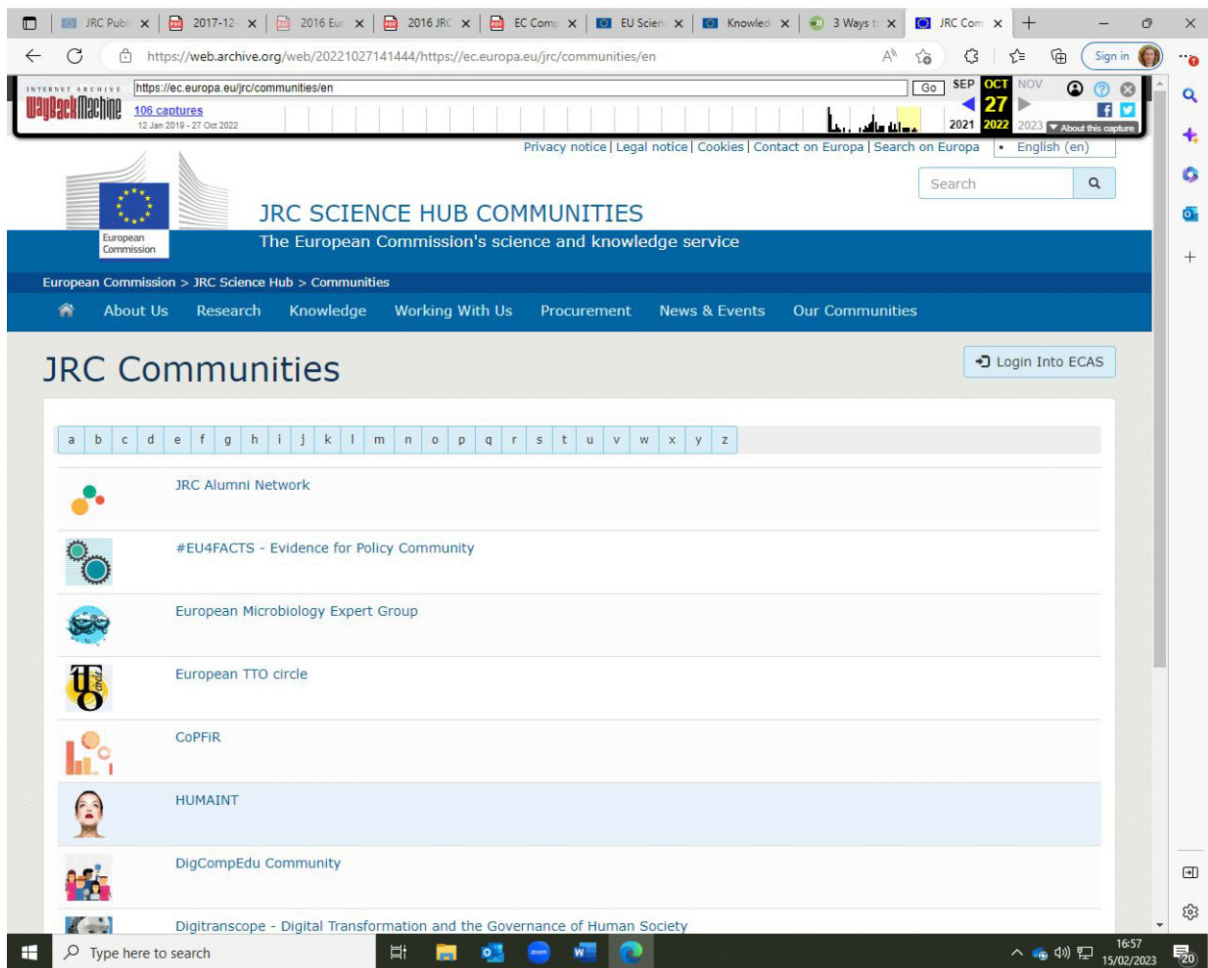 JRC Publ 2017-12- 2016 Eur 2016 JRC EC Comp EU Scien Knowled 3 Ways t JRC Com
https://web.archive.org/web/20221027141444/https://ec.europa.eu/jrc/communities/en Sign in
INTERNET ARCHIVE https://ec.europa.eu/jrc/communities/en Go SEP OCT NOV
WayBackMachine 106 captures 27
12 Jan 2019 - 27 Oct 2022 2021 2022 2023 ▼ About this capture
Privacy notice | Legal notice | Cookies | Contact on Europa | Search on Europa • English (en)
Search
JRC SCIENCE HUB COMMUNITIES
The European Commission's science and knowledge service
European
Commission
European Commission > JRC Science Hub > Communities
About Us Research Knowledge Working With Us Procurement News & Events Our Communities
JRC Communities
Login Into ECAS
a b c d e f g h i j k l m n o p q r s t u v w x y z
JRC Alumni Network
#EU4FACTS - Evidence for Policy Community
European Microbiology Expert Group
European TTO circle
CoPFiR
HUMAINT
DigCompEdu Community
Digitranscope - Digital Transformation and the Governance of Human Society
Type here to search
zoom
16:57
15/02/2023
20